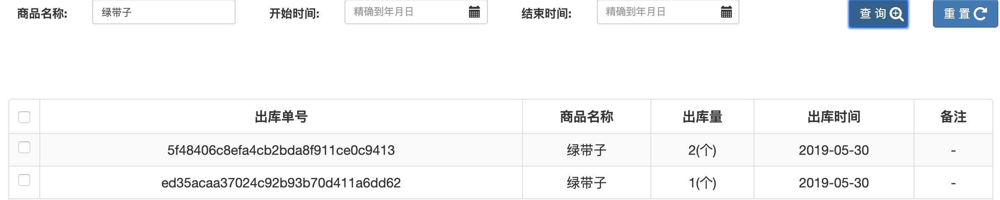 商品名称: 绿带子 开始时间: 精确到年月日 结束时间: 精确到年月日 查 询 重 置
出库单号 商品名称 出库量 出库时间 备注
5f48406c8efa4cb2bda8f911ce0c9413 绿带子 2(个) 2019-05-30 -
ed35acaa37024c92b93b70d411a6dd62 绿带子 1(个) 2019-05-30 -